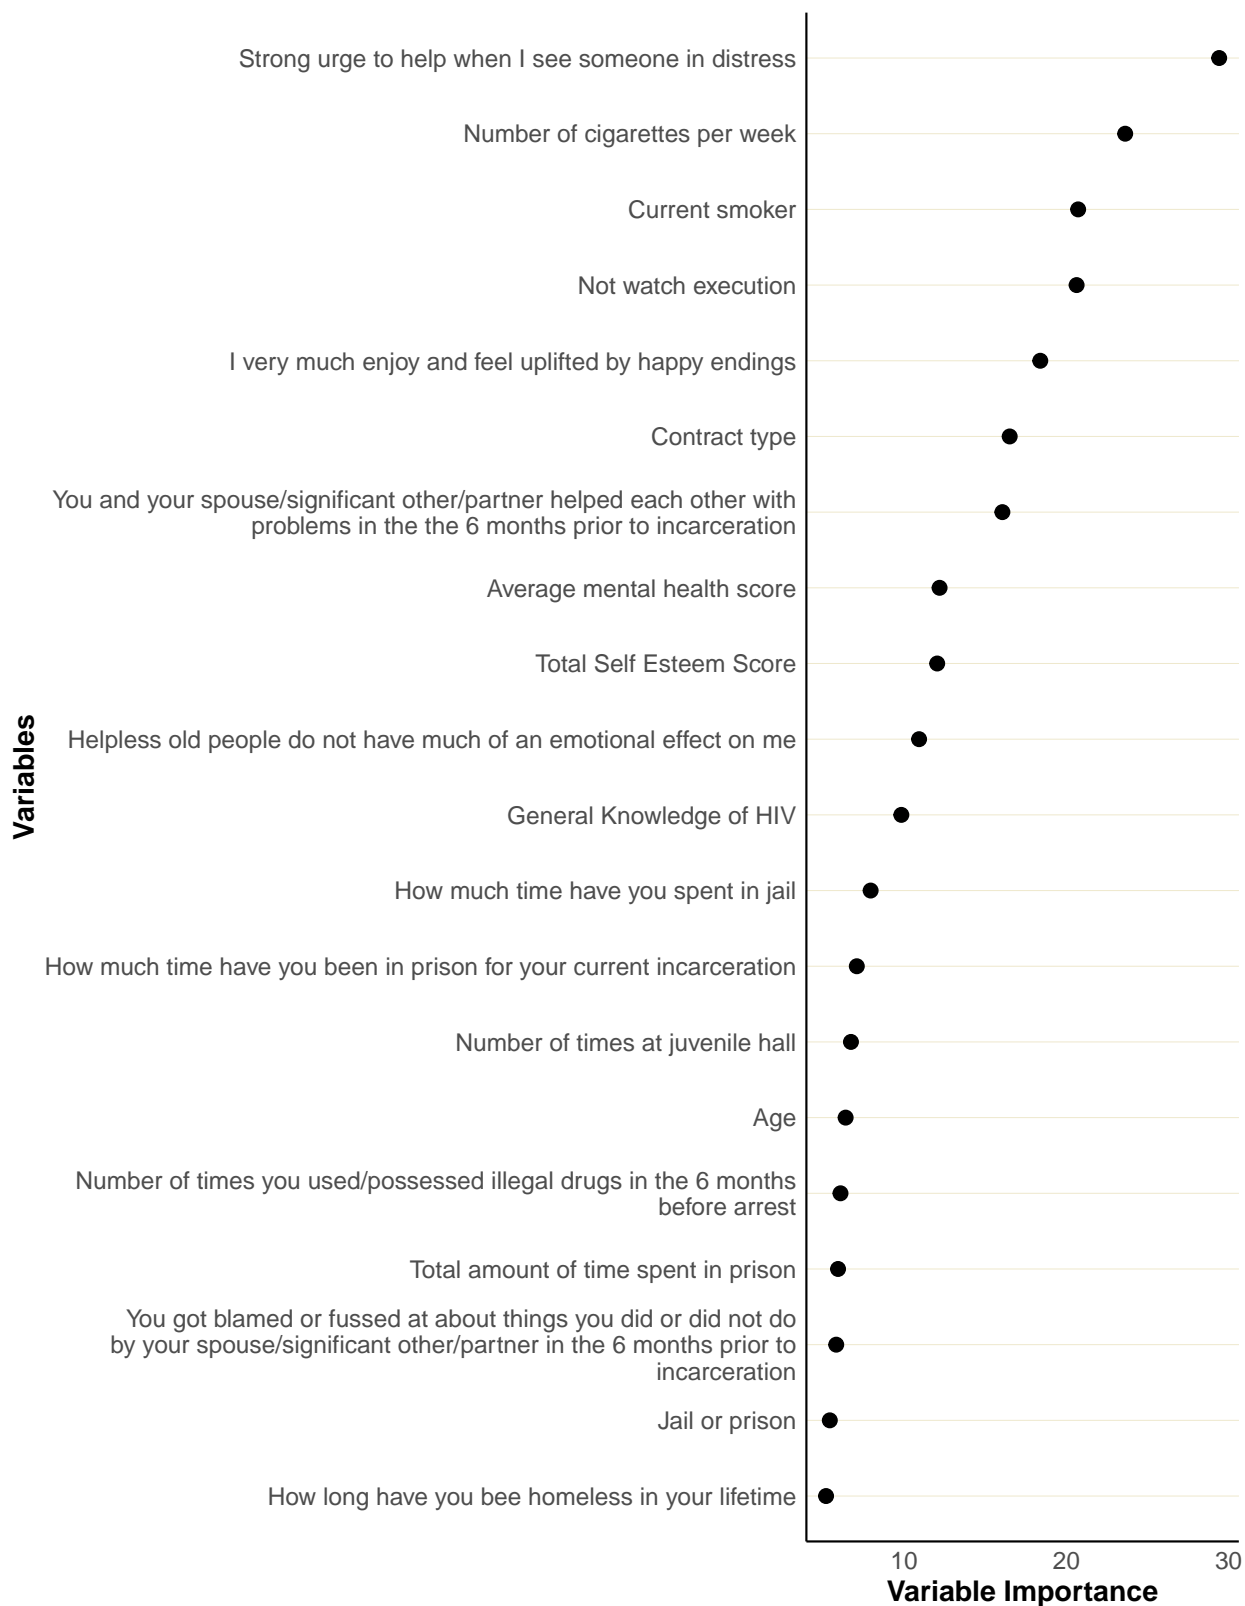 Strong urge to help when I see someone in distress
Number of cigarettes per week
Current smoker
Not watch execution
I very much enjoy and feel uplifted by happy endings
Contract type
You and your spouse/significant other/partner helped each other with
problems in the the 6 months prior to incarceration
Average mental health score
Total Self Esteem Score
Helpless old people do not have much of an emotional effect on me
General Knowledge of HIV
How much time have you spent in jail
How much time have you been in prison for your current incarceration
Number of times at juvenile hall
Age
Number of times you used/possessed illegal drugs in the 6 months
before arrest
Total amount of time spent in prison
You got blamed or fussed at about things you did or did not do
by your spouse/significant other/partner in the 6 months prior to
incarceration
Jail or prison
How long have you bee homeless in your lifetime
Variables
10 20 30
Variable Importance